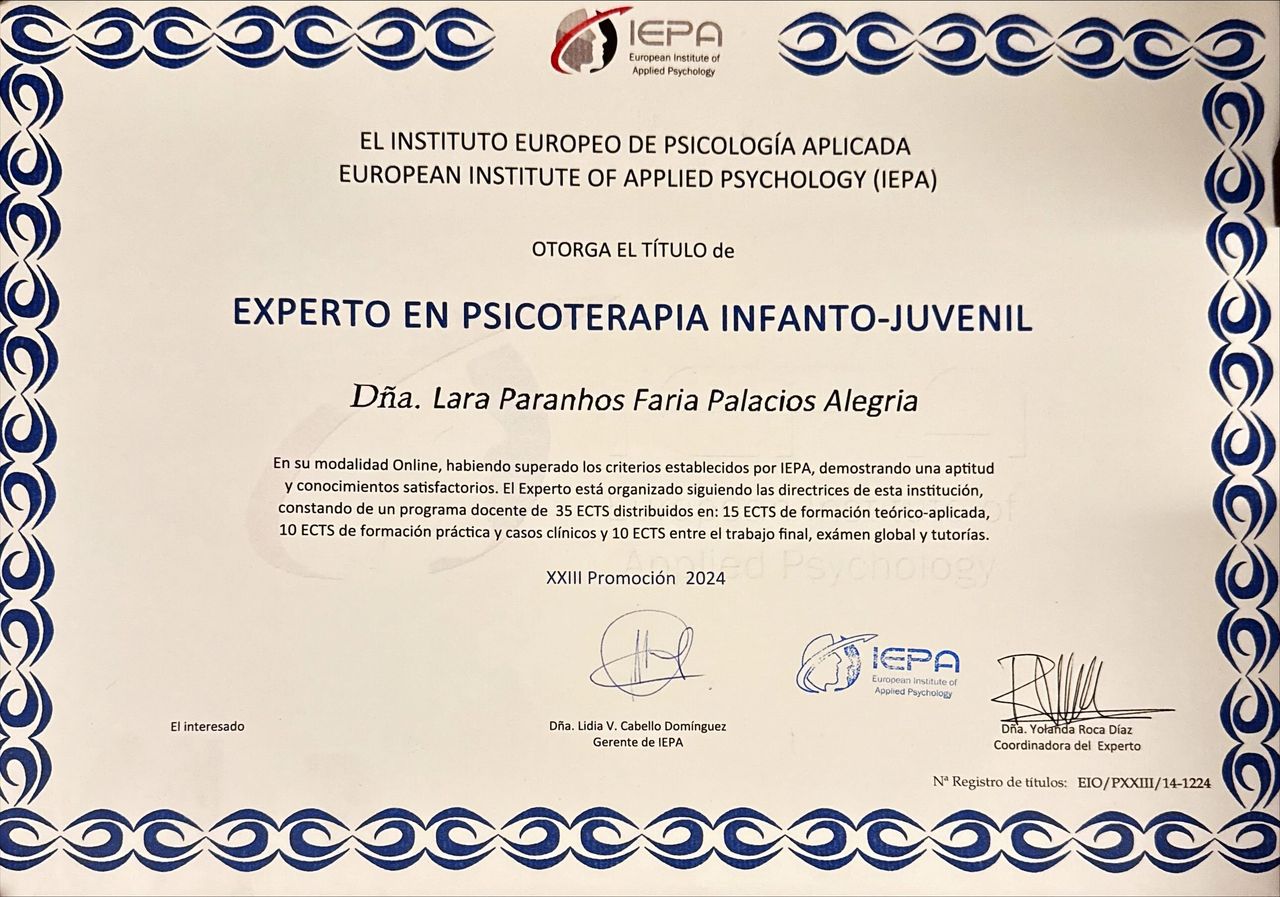 IEPA
European Institute of
Applied Psychology
EL INSTITUTO EUROPEO DE PSICOLOGÍA APLICADA
EUROPEAN INSTITUTE OF APPLIED PSYCHOLOGY (IEPA)
OTORGA EL TÍTULO de
EXPERTO EN PSICOTERAPIA INFANTO-JUVENIL
Dña. Lara Paranhos Faria Palacios Alegria
En su modalidad Online, habiendo superado los criterios establecidos por IEPA, demostrando una aptitud
y conocimientos satisfactorios. El Experto está organizado siguiendo las directrices de esta institución,
constando de un programa docente de 35 ECTS distribuidos en: 15 ECTS de formación teórico-aplicada,
10 ECTS de formación práctica y casos clínicos y 10 ECTS entre el trabajo final, exámen global y tutorías.
Applied Psychology
XXIII Promoción 2024
IEPA
European Institute of
Applied Psychology
El interesado
Dña. Lidia V. Cabello Domínguez
Gerente de IEPA
Dña. Yolanda Roca Díaz
Coordinadora del Experto
Nª Registro de títulos: EIO/PXXIII/14-1224